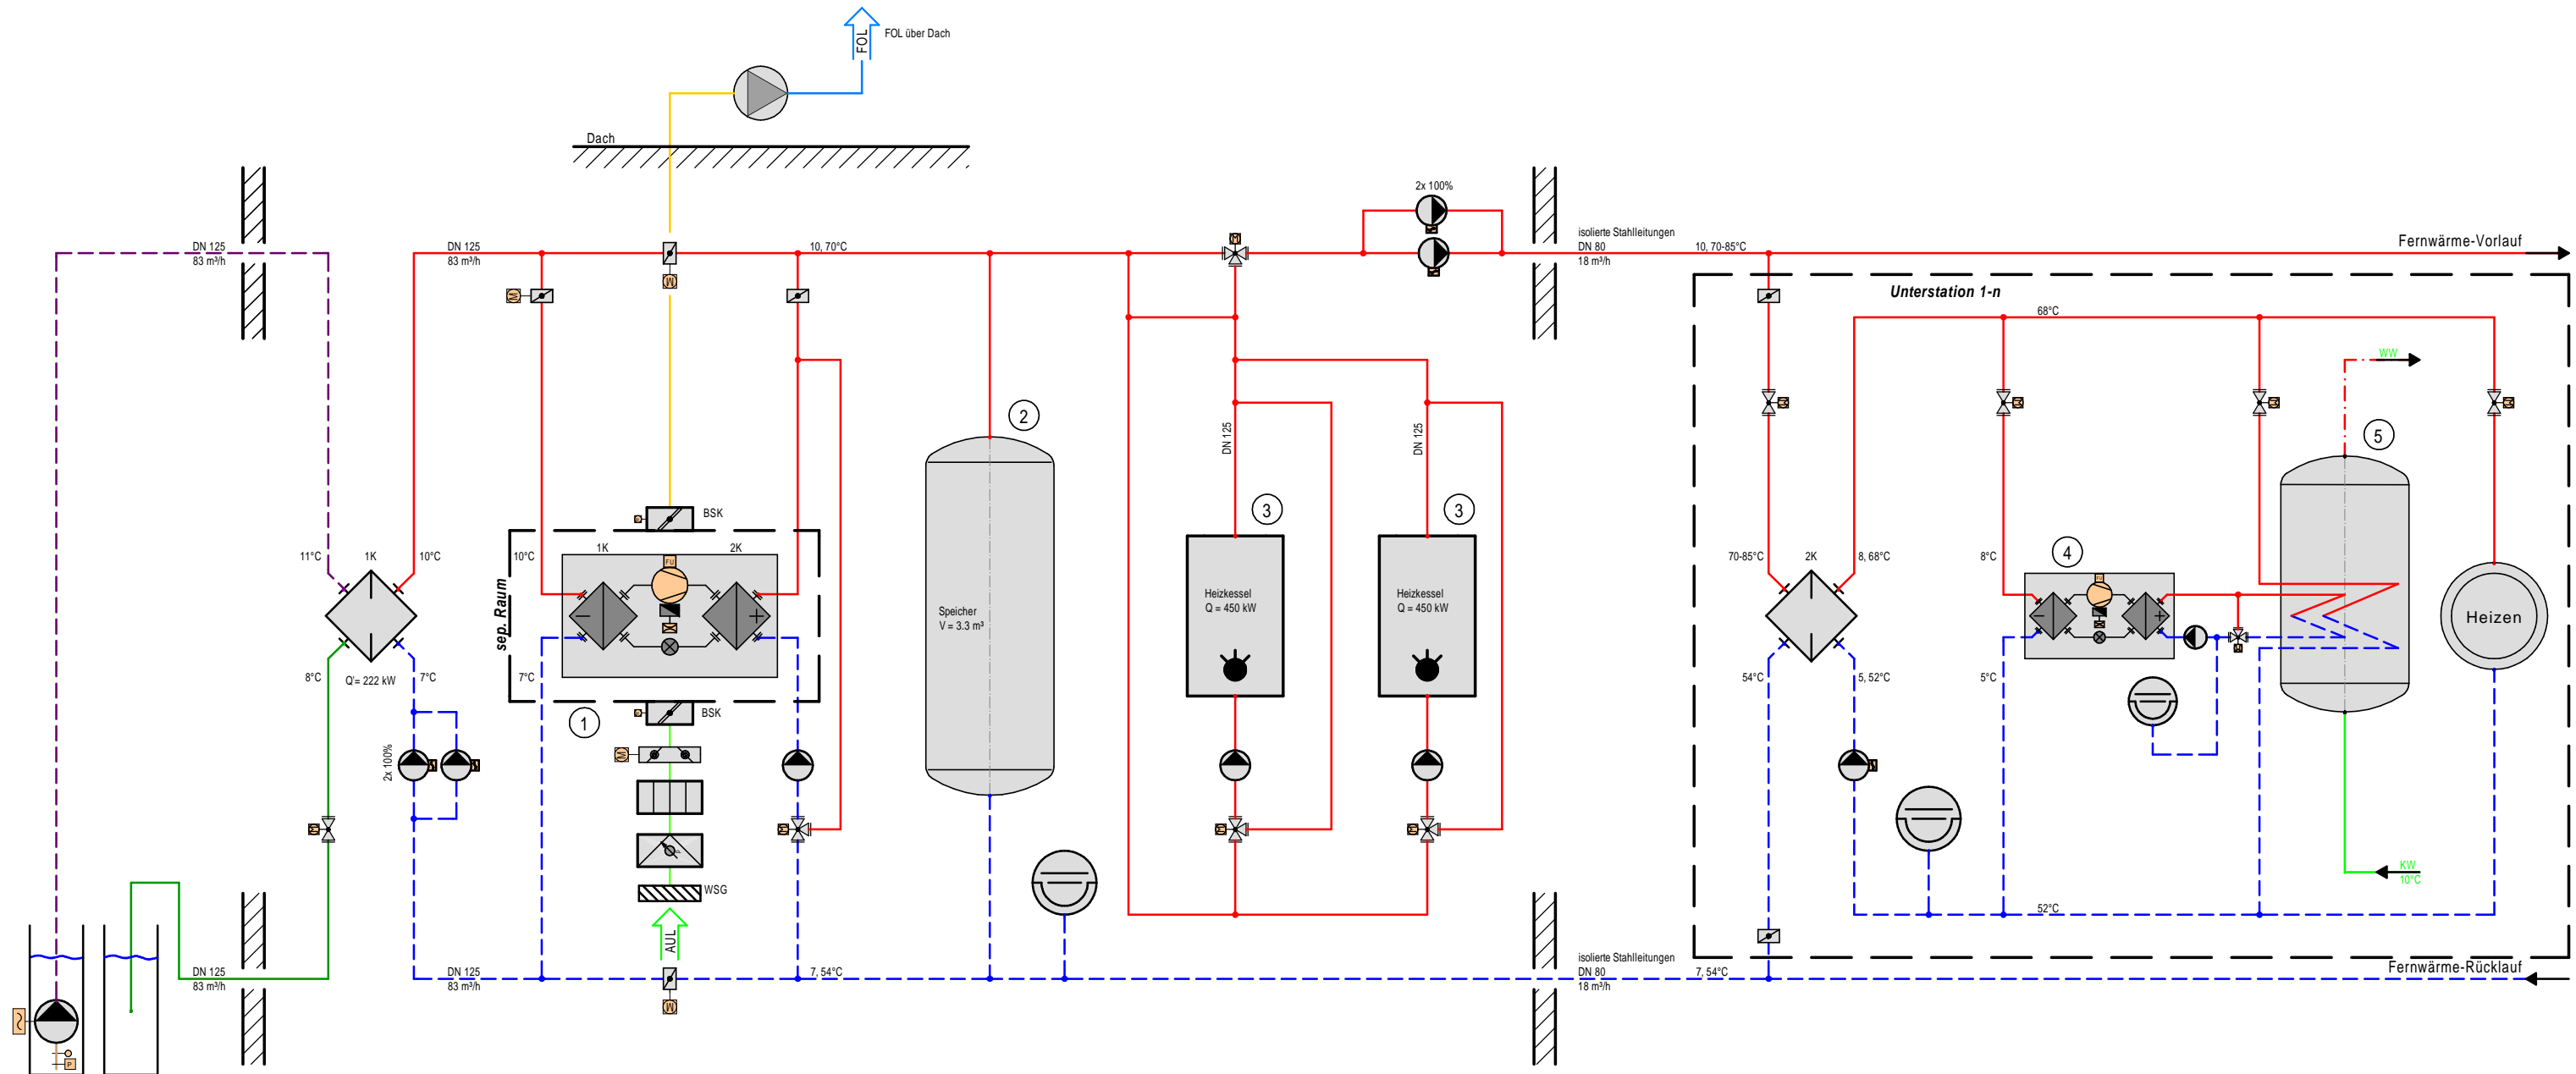 FOL
FOL über Dach
Dach
2x 100%
DN 125
83 m³/h
DN 125
83 m³/h
10, 70°C
isolierte Stahlleitungen
DN 80
18 m³/h
10, 70-85°C
Fernwärme-Vorlauf
Unterstation 1-n
68°C
WW
2
5
DN 125
DN 125
3
3
4
BSK
11°C
1K
10°C
10°C
1K
2K
FU
sep. Raum
70-85°C
2K
8, 68°C
8°C
Speicher
V = 3.3 m³
Heizkessel
Q = 450 kW
Heizkessel
Q = 450 kW
Heizen
8°C
Q'= 222 kW
7°C
7°C
54°C
5, 52°C
5°C
1
BSK
2x 100%
WSG
KW
10°C
AUL
52°C
DN 125
83 m³/h
DN 125
83 m³/h
7, 54°C
isolierte Stahlleitungen
DN 80
18 m³/h
7, 54°C
Fernwärme-Rücklauf
M
M
M
M
P